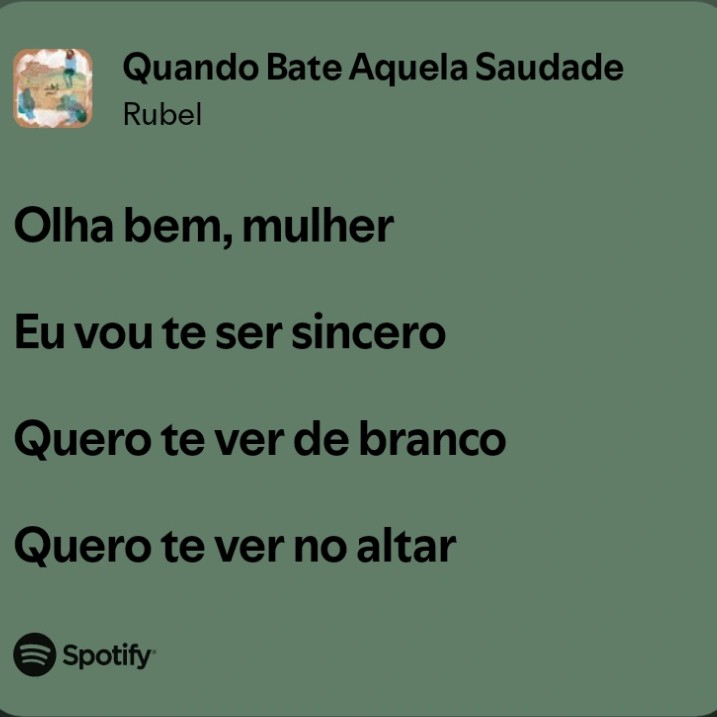 Quando Bate Aquela Saudade
Rubel
Olha bem, mulher
Eu vou te ser sincero
Quero te ver de branco
Quero te ver no altar
Spotify